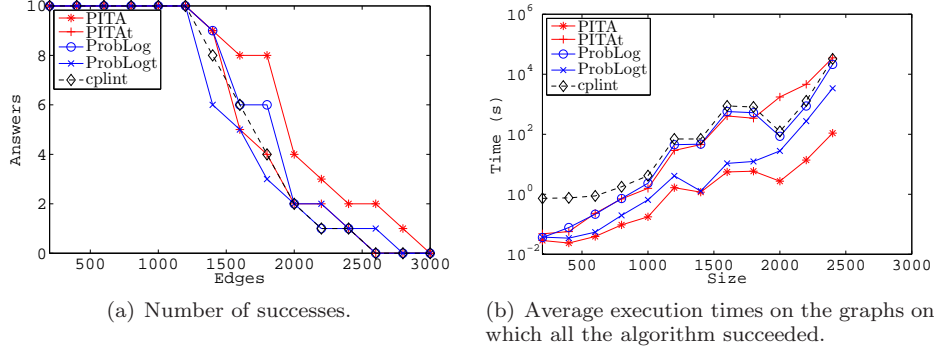 10
8
6
4
2
0
Answers
PITA
PITAt
ProbLog
ProbLogt
cplint
500 1000 1500 2000 2500 3000
Edges
(a) Number of successes.
10^6
10^4
10^2
10^0
10^-2
Time (s)
PITA
PITAt
ProbLog
ProbLogt
cplint
500 1000 1500 2000 2500 3000
Size
(b) Average execution times on the graphs on
which all the algorithm succeeded.